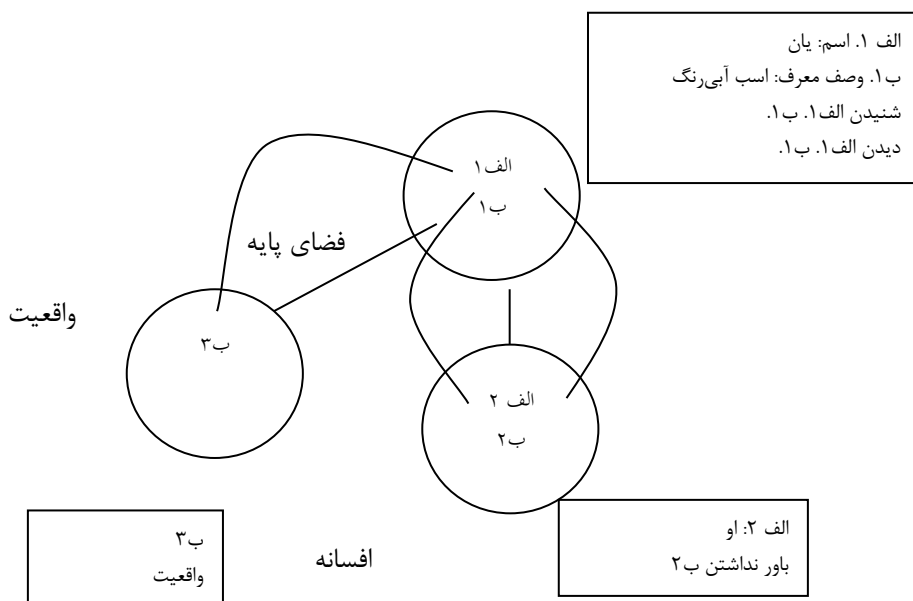 الف ۱. اسم: یان
ب۱. وصف معرف: اسب آبی‌رنگ
شنیدن الف۱. ب۱.
دیدن الف۱. ب۱.
الف۱
ب۱
فضای پایه
واقعیت
ب۳
الف ۲
ب۲
الف ۲: او
باور نداشتن ب۲
افسانه
ب۳
واقعیت